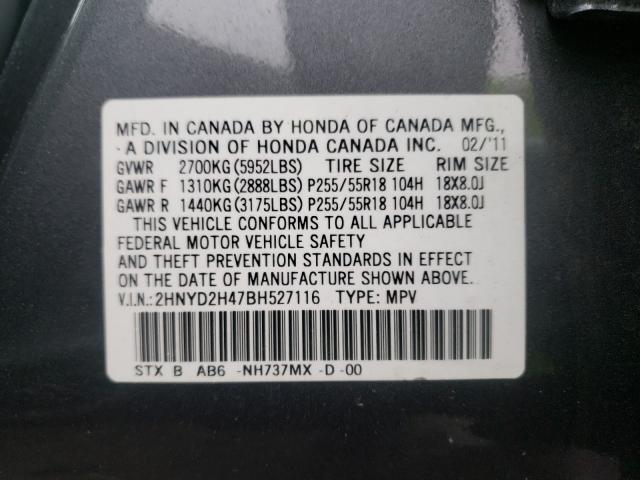 MFD. IN CANADA BY HONDA OF CANADA MFG.,
A DIVISION OF HONDA CANADA INC. 02/'11
GVWR 2700KG(5952LBS) TIRE SIZE RIM SIZE
GAWR F 1310KG(2888LBS) P255/55R18 104H 18X8.0J
GAWR R 1440KG(3175LBS) P255/55R18 104H 18X8.0J
THIS VEHICLE CONFORMS TO ALL APPLICABLE
FEDERAL MOTOR VEHICLE SAFETY
AND THEFT PREVENTION STANDARDS IN EFFECT
ON THE DATE OF MANUFACTURE SHOWN ABOVE.
V.I.N.:2HNYD2H47BH527116 TYPE: MPV
STX B AB6 -NH737MX -D -00